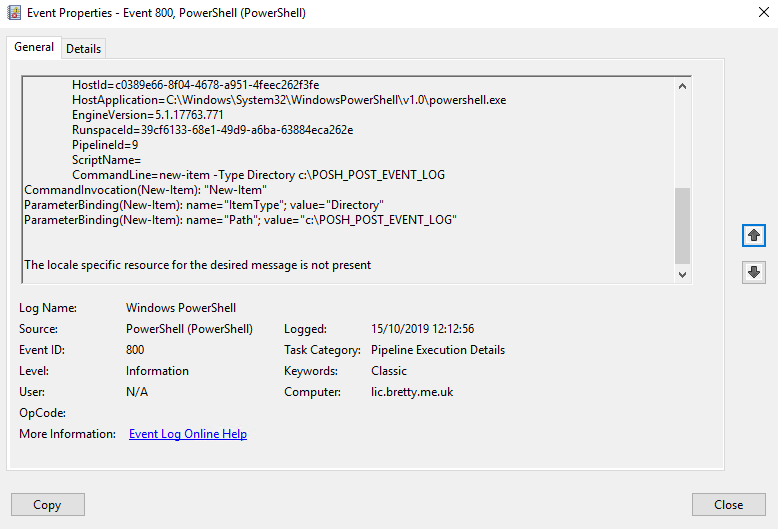 Event Properties - Event 800, PowerShell (PowerShell)
General
Details
HostId=c0389e66-8f04-4678-a951-4feec262f3fe
HostApplication=C:\Windows\System32\WindowsPowerShell\v1.0\powershell.exe
EngineVersion=5.1.17763.771
RunspaceId=39cf6133-68e1-49d9-a6ba-63884eca262e
PipelineId=9
ScriptName=
CommandLine=new-item -Type Directory c:\POSH_POST_EVENT_LOG
CommandInvocation(New-Item): "New-Item"
ParameterBinding(New-Item): name="ItemType"; value="Directory"
ParameterBinding(New-Item): name="Path"; value="c:\POSH_POST_EVENT_LOG"
The locale specific resource for the desired message is not present
Log Name: Windows PowerShell
Source: PowerShell (PowerShell) Logged: 15/10/2019 12:12:56
Event ID: 800 Task Category: Pipeline Execution Details
Level: Information Keywords: Classic
User: N/A Computer: lic.bretty.me.uk
OpCode:
More Information: Event Log Online Help
Copy
Close